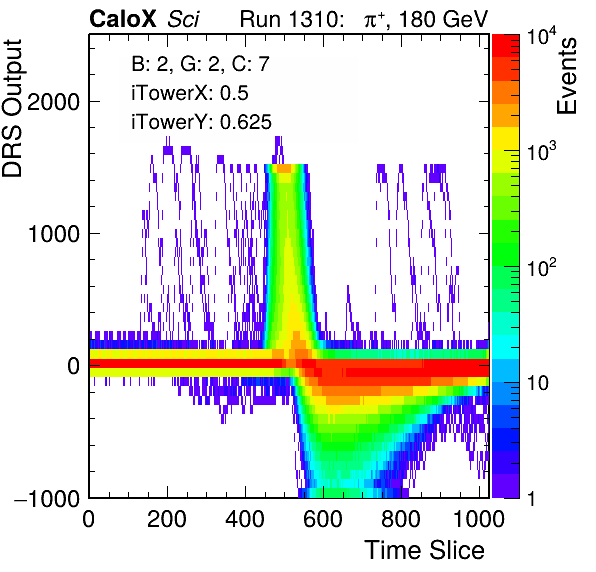 CaloX Sci Run 1310: π⁺, 180 GeV
B: 2, G: 2, C: 7
iTowerX: 0.5
iTowerY: 0.625
DRS Output
2000
1000
0
−1000
0 200 400 600 800 1000
Time Slice
Events
10⁴
10³
10²
10
1